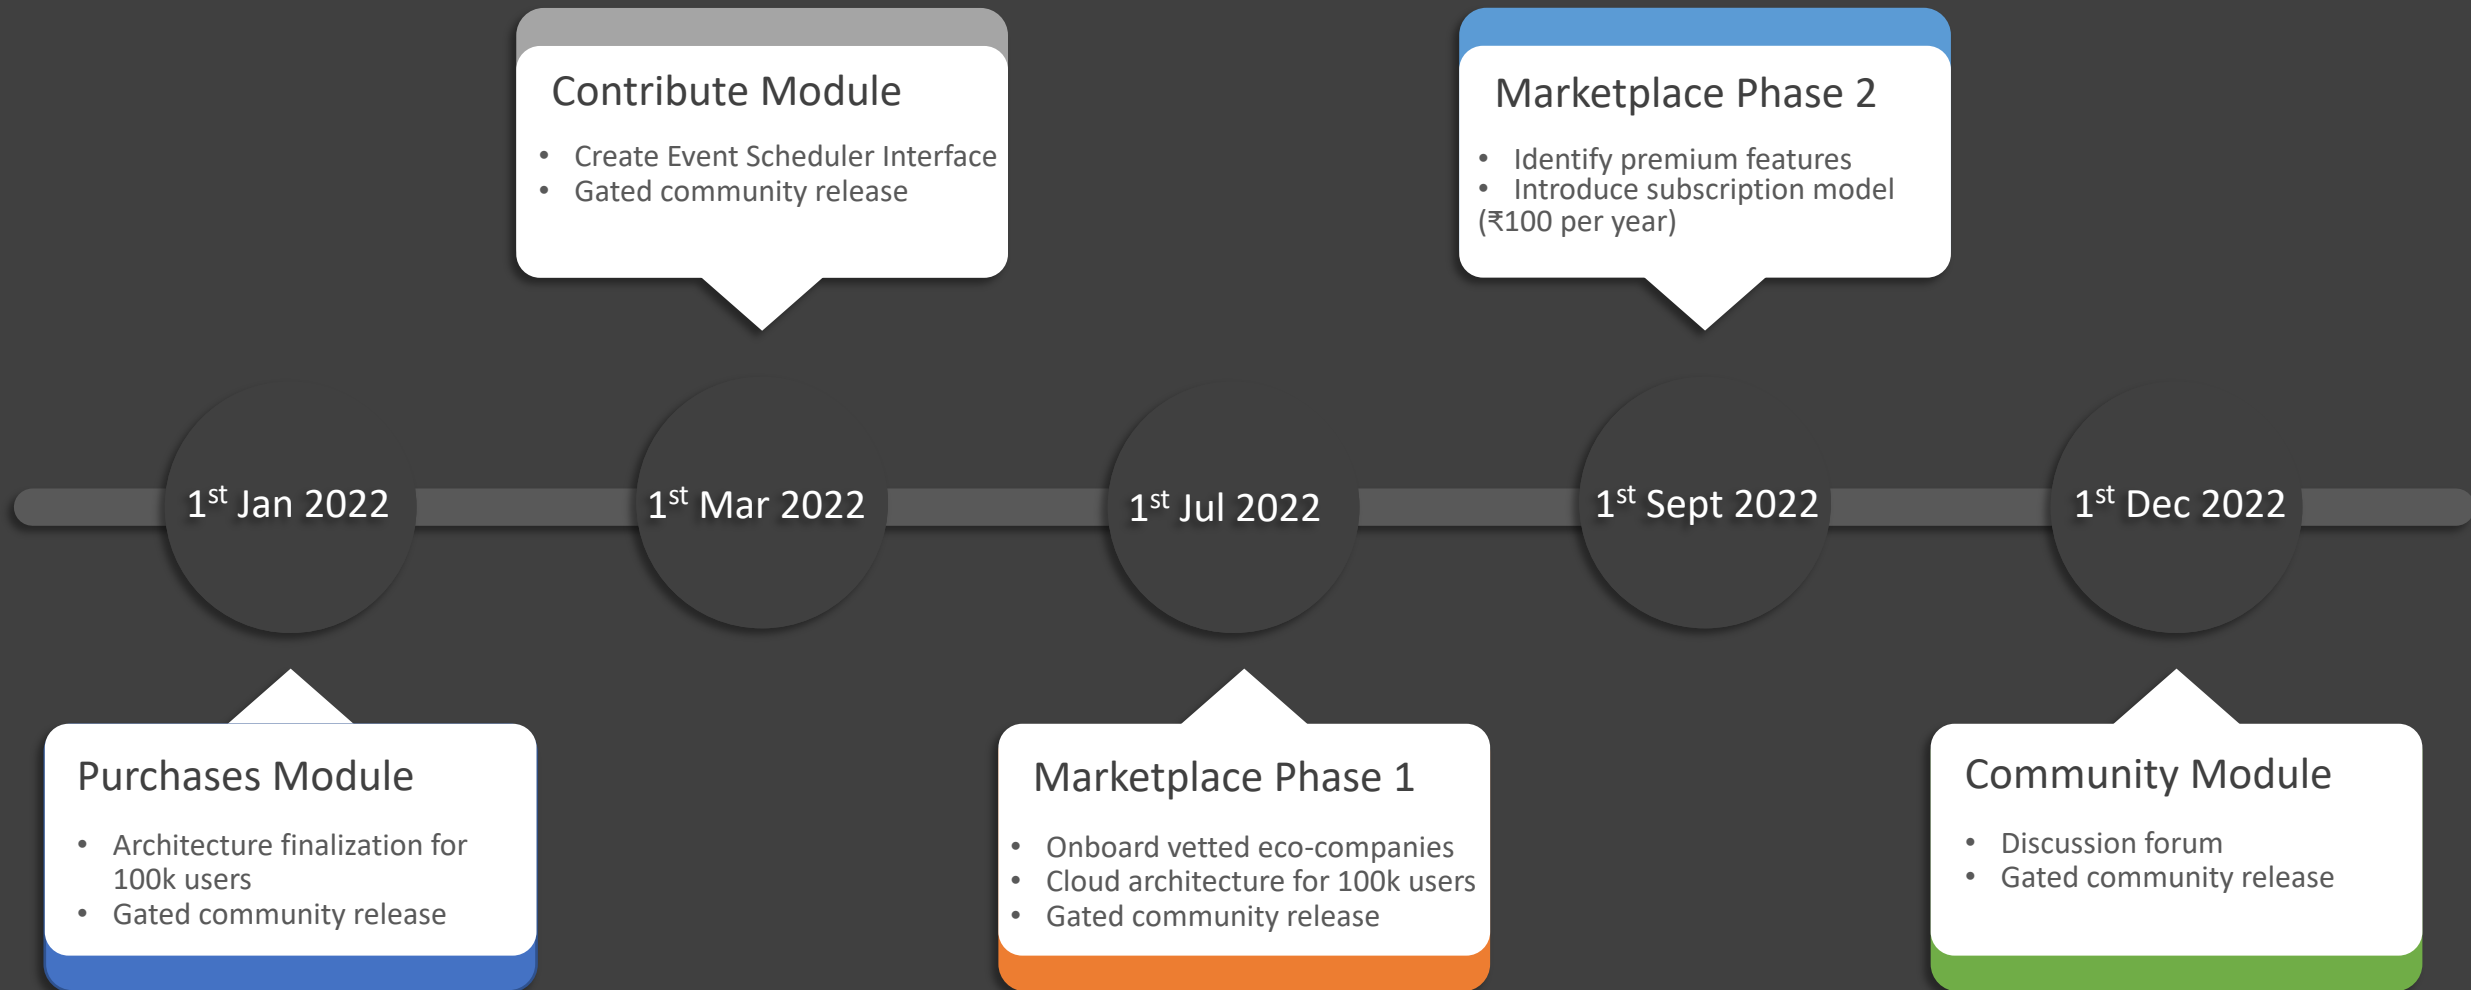 Contribute Module
• Create Event Scheduler Interface
• Gated community release
Marketplace Phase 2
• Identify premium features
• Introduce subscription model
(₹100 per year)
1st Jan 2022
1st Mar 2022
1st Jul 2022
1st Sept 2022
1st Dec 2022
Purchases Module
• Architecture finalization for
100k users
• Gated community release
Marketplace Phase 1
• Onboard vetted eco-companies
• Cloud architecture for 100k users
• Gated community release
Community Module
• Discussion forum
• Gated community release